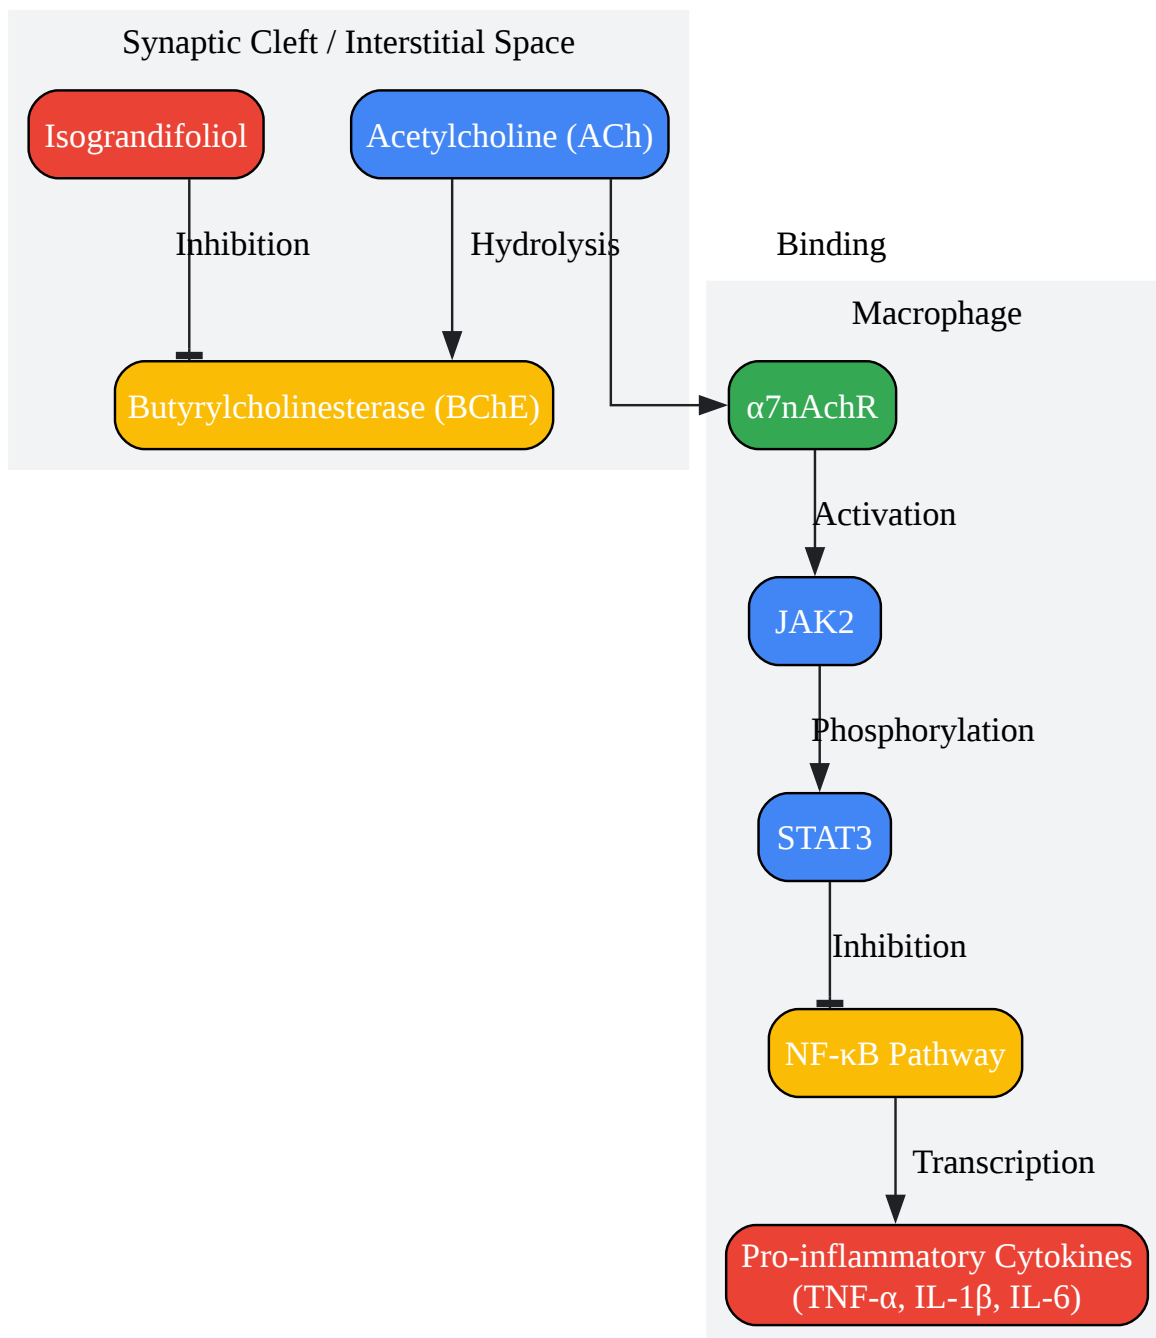 Synaptic Cleft / Interstitial Space
Isograndifoliol
Acetylcholine (ACh)
Inhibition
Hydrolysis
Binding
Butyrylcholinesterase (BChE)
Macrophage
α7nAchR
Activation
JAK2
Phosphorylation
STAT3
Inhibition
NF-κB Pathway
Transcription
Pro-inflammatory Cytokines
(TNF-α, IL-1β, IL-6)